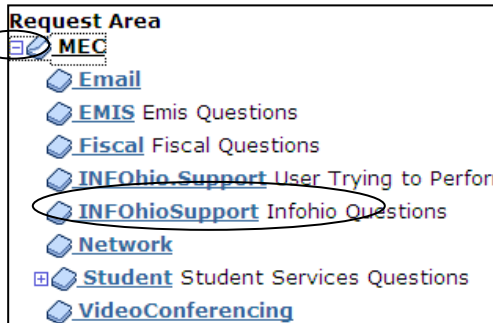 Request Area
MEC
Email
EMIS Emis Questions
Fiscal Fiscal Questions
INFOhio.Support User Trying to Perfor
INFOhioSupport Infohio Questions
Network
Student Student Services Questions
VideoConferencing